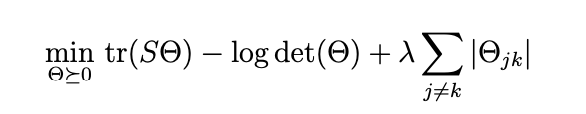 min_{Θ⪰0} tr(SΘ) − log det(Θ) + λ ∑_{j≠k} |Θ_{jk}|